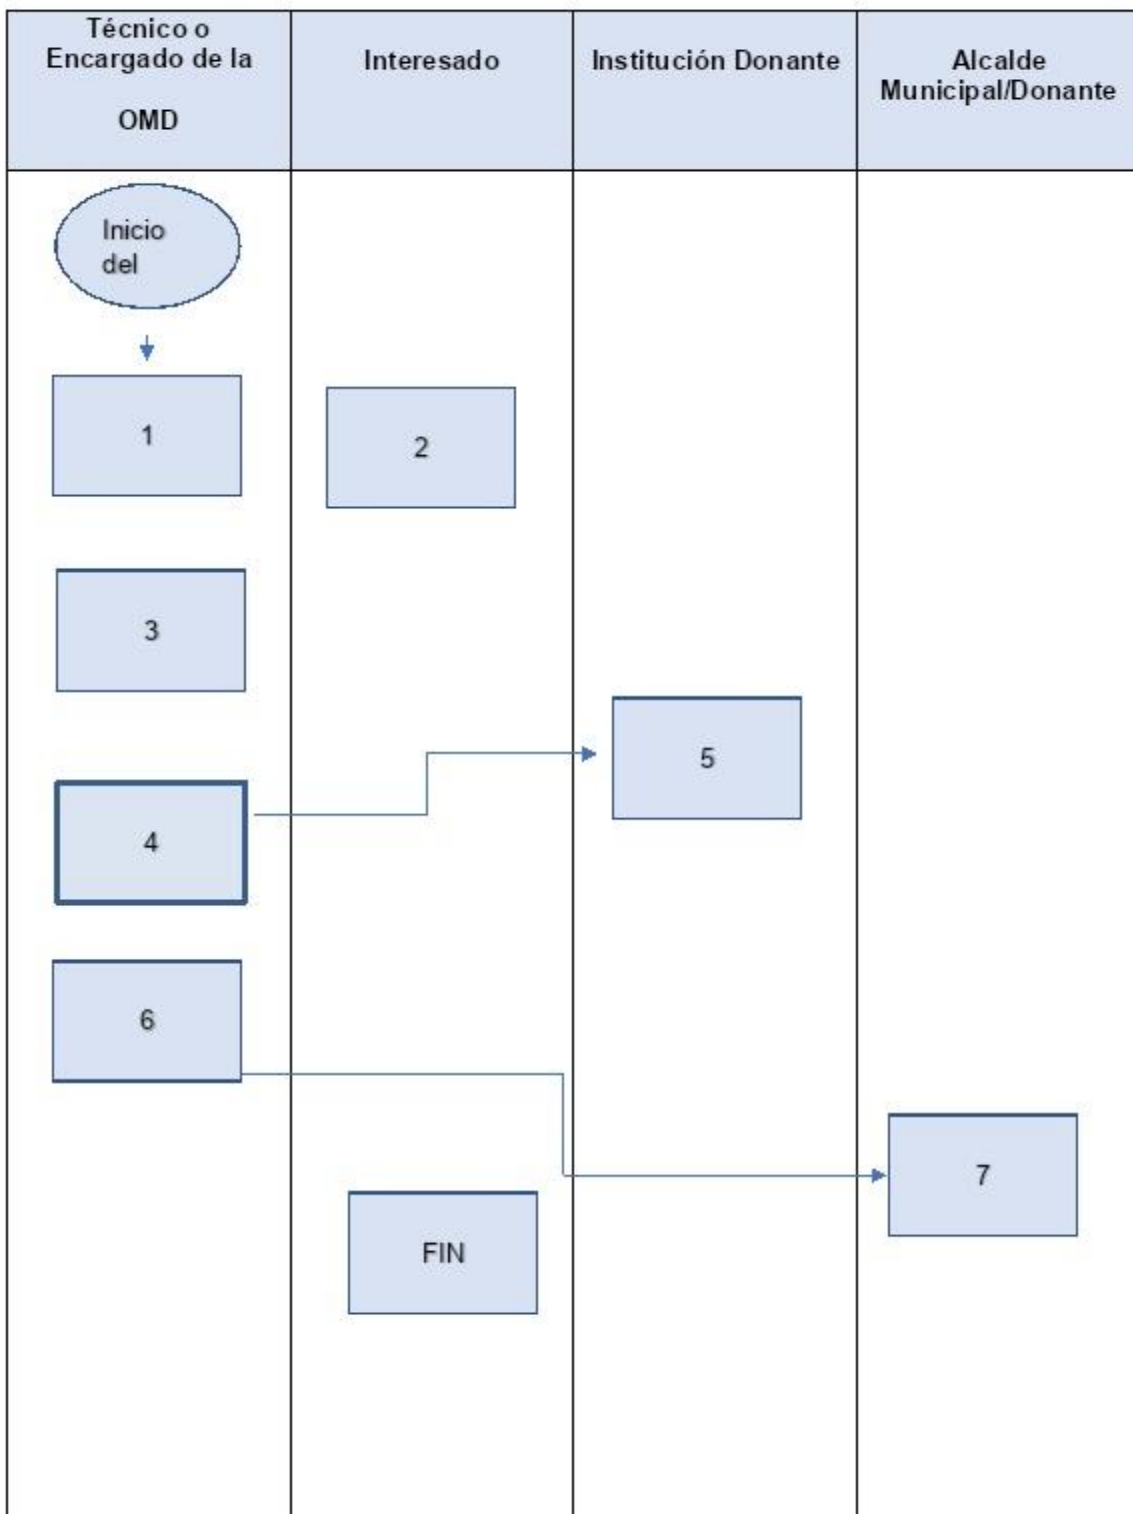 Técnico o
Encargado de la
OMD
Interesado
Institución Donante
Alcalde
Municipal/Donante
Inicio
del
1
2
3
5
4
6
7
FIN